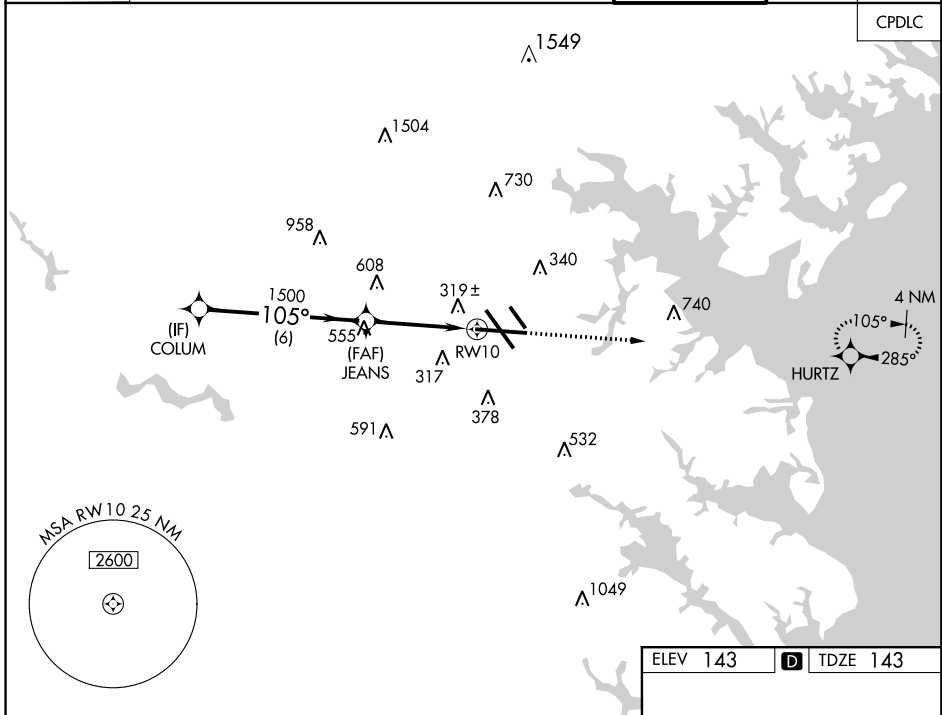 CPDLC
1549
1504
730
958
608
340
319±
740
4 NM
1500
105°
(6)
(IF)
COLUM
555
(FAF)
JEANS
RW10
317
105°
285°
HURTZ
378
591
532
MSA RW10 25 NM
2600
1049
ELEV 143 D TDZE 143